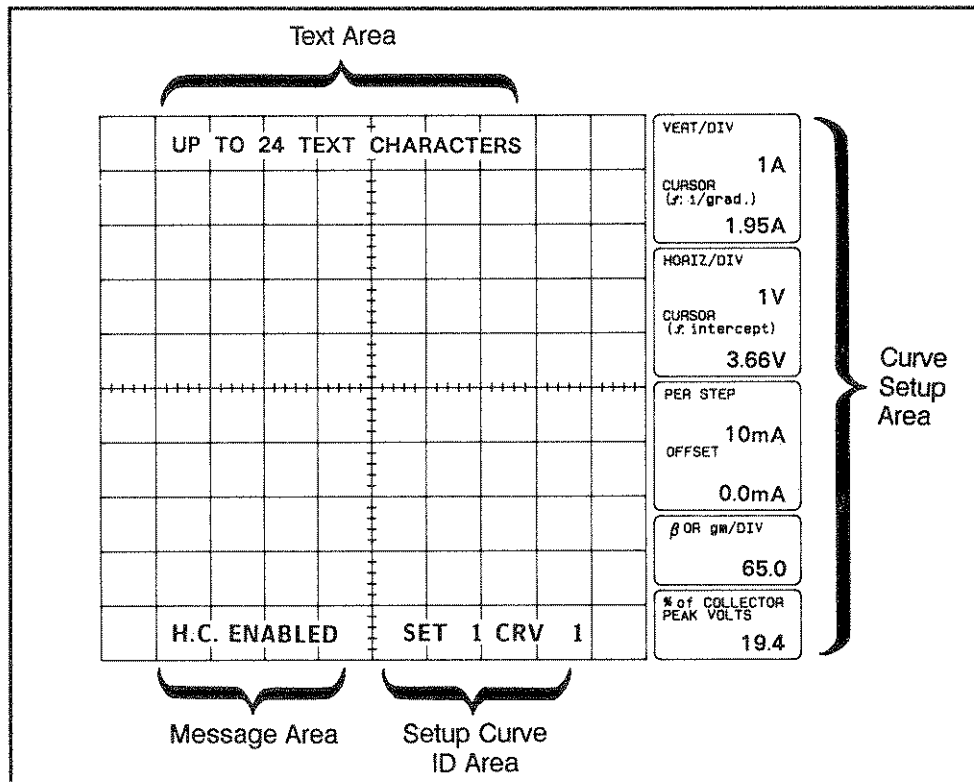 Text Area
UP TO 24 TEXT CHARACTERS
VERT/DIV
1A
CURSOR
(𝑓: i/grad.)
1.95A
HORIZ/DIV
1V
CURSOR
(𝑓: intercept)
3.66V
PER STEP
10mA
OFFSET
0.0mA
β OR gm/DIV
65.0
% of COLLECTOR
PEAK VOLTS
19.4
Curve
Setup
Area
H.C. ENABLED SET 1 CRV 1
Message Area
Setup Curve
ID Area